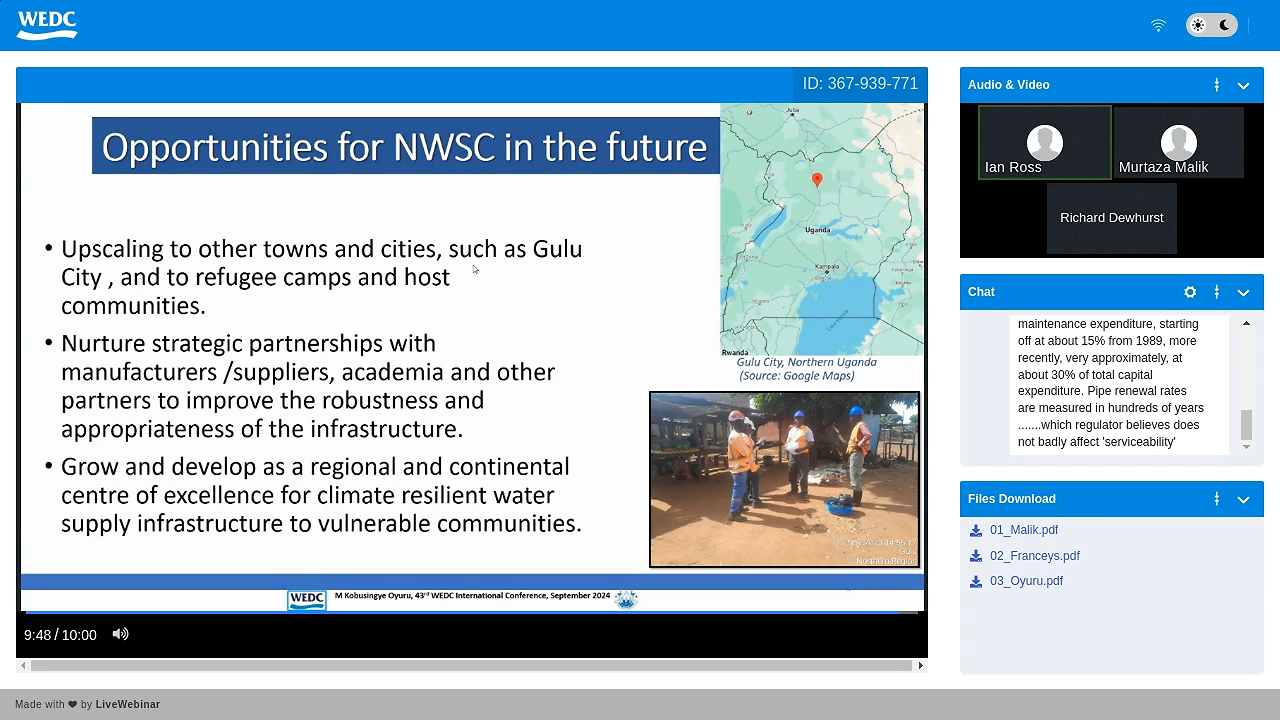 WEDC
ID: 367-939-771
Opportunities for NWSC in the future
• Upscaling to other towns and cities, such as Gulu
City , and to refugee camps and host
communities.
• Nurture strategic partnerships with
manufacturers /suppliers, academia and other
partners to improve the robustness and
appropriateness of the infrastructure.
• Grow and develop as a regional and continental
centre of excellence for climate resilient water
supply infrastructure to vulnerable communities.
Juba
Uganda
Kampala
Rwanda
Gulu City, Northern Uganda
(Source: Google Maps)
Gulu
Northern Region
WEDC
M Kobusingye Oyuru, 43rd WEDC International Conference, September 2024
9:48 / 10:00
Audio & Video
Ian Ross
Murtaza Malik
Richard Dewhurst
Chat
maintenance expenditure, starting
off at about 15% from 1989, more
recently, very approximately, at
about 30% of total capital
expenditure. Pipe renewal rates
are measured in hundreds of years
.......which regulator believes does
not badly affect 'serviceability'
Files Download
01_Malik.pdf
02_Franceys.pdf
03_Oyuru.pdf
Made with ❤ by LiveWebinar